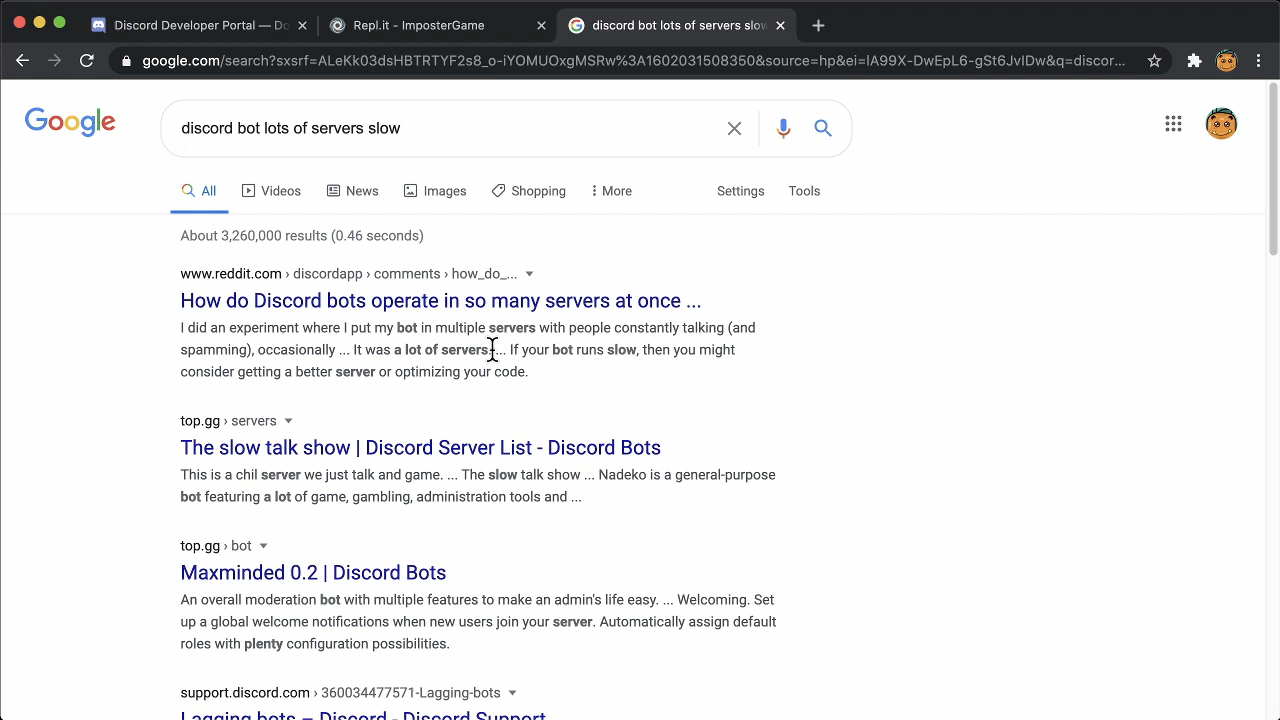 Discord Developer Portal — Do
Repl.it - ImposterGame
discord bot lots of servers slow
google.com/search?sxsrf=ALeKk03dsHBTRTYF2s8_o-iYOMUOxgMSRw%3A1602031508350&source=hp&ei=lA99X-DwEpL6-gSt6JvIDw&q=discor...
Google
discord bot lots of servers slow
All
Videos
News
Images
Shopping
More
Settings
Tools
About 3,260,000 results (0.46 seconds)
www.reddit.com › discordapp › comments › how_do_...
How do Discord bots operate in so many servers at once ...
I did an experiment where I put my bot in multiple servers with people constantly talking (and
spamming), occasionally ... It was a lot of servers. ... If your bot runs slow, then you might
consider getting a better server or optimizing your code.
top.gg › servers
The slow talk show | Discord Server List - Discord Bots
This is a chil server we just talk and game. ... The slow talk show ... Nadeko is a general-purpose
bot featuring a lot of game, gambling, administration tools and ...
top.gg › bot
Maxminded 0.2 | Discord Bots
An overall moderation bot with multiple features to make an admin's life easy. ... Welcoming. Set
up a global welcome notifications when new users join your server. Automatically assign default
roles with plenty configuration possibilities.
support.discord.com › 360034477571-Lagging-bots
Lagging bots – Discord - Discord Support